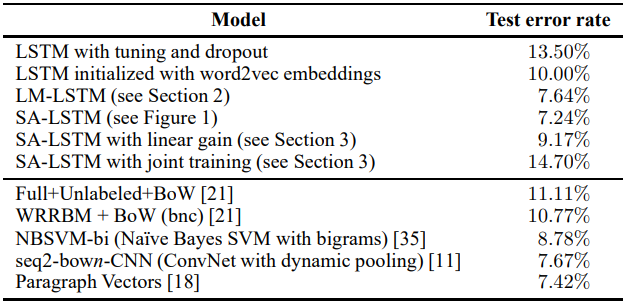 Model Test error rate
LSTM with tuning and dropout 13.50%
LSTM initialized with word2vec embeddings 10.00%
LM-LSTM (see Section 2) 7.64%
SA-LSTM (see Figure 1) 7.24%
SA-LSTM with linear gain (see Section 3) 9.17%
SA-LSTM with joint training (see Section 3) 14.70%
Full+Unlabeled+BoW [21] 11.11%
WRRBM + BoW (bnc) [21] 10.77%
NBSVM-bi (Naïve Bayes SVM with bigrams) [35] 8.78%
seq2-bown-CNN (ConvNet with dynamic pooling) [11] 7.67%
Paragraph Vectors [18] 7.42%